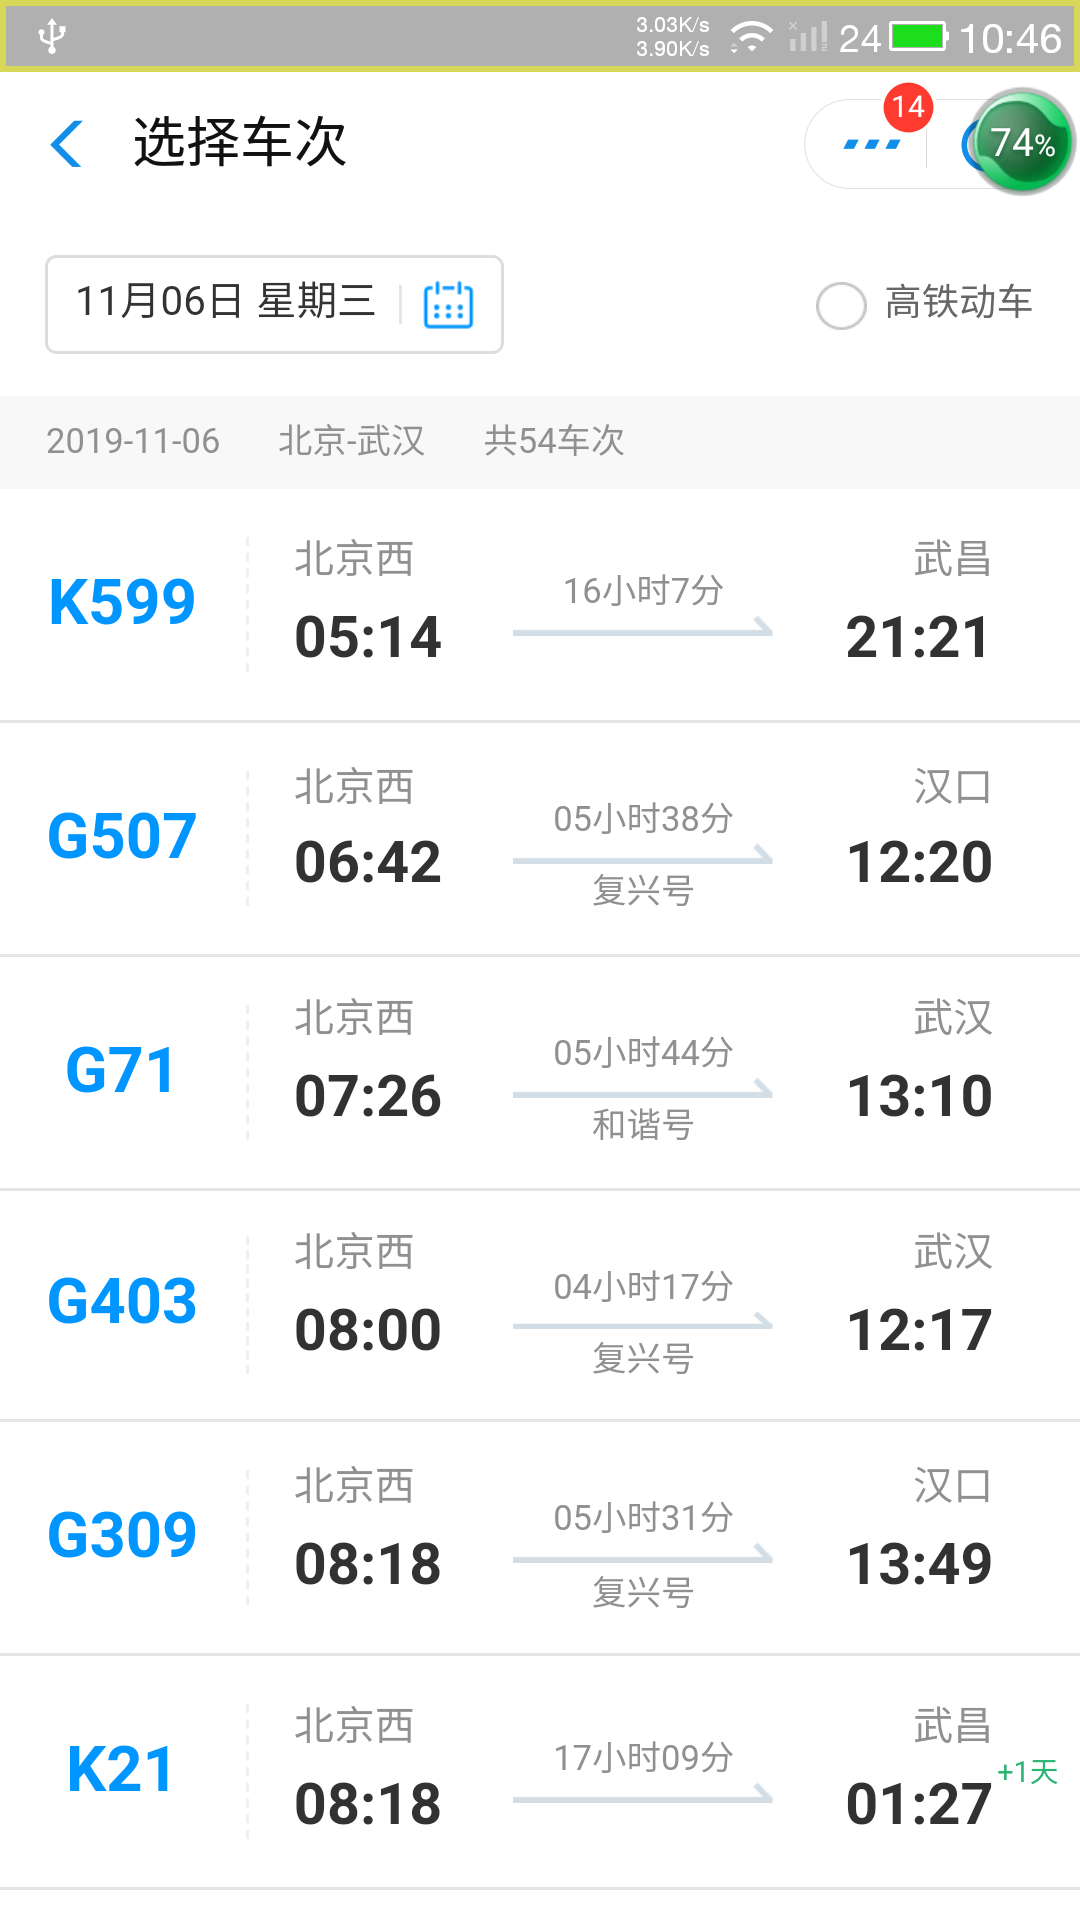 3.03K/s
3.90K/s
24
10:46
选择车次
14
74%
11月06日 星期三
高铁动车
2019-11-06 北京-武汉 共54车次
K599
北京西
05:14
16小时7分
武昌
21:21
G507
北京西
06:42
05小时38分
复兴号
汉口
12:20
G71
北京西
07:26
05小时44分
和谐号
武汉
13:10
G403
北京西
08:00
04小时17分
复兴号
武汉
12:17
G309
北京西
08:18
05小时31分
复兴号
汉口
13:49
K21
北京西
08:18
17小时09分
武昌
01:27
+1天